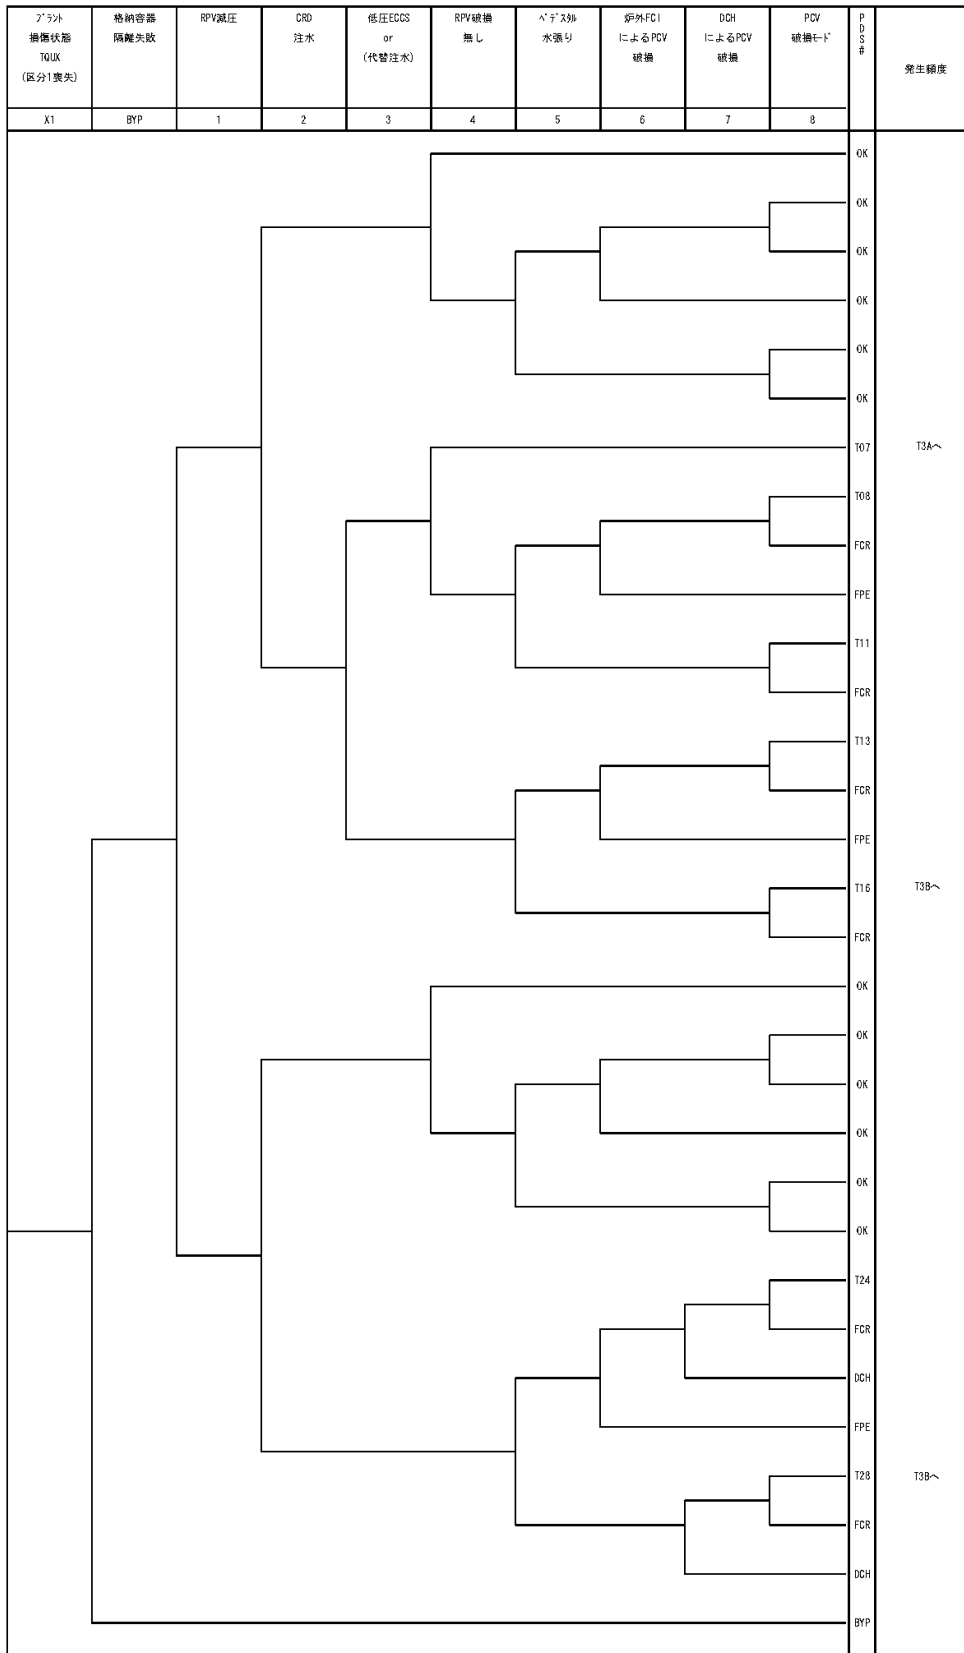 プラント
損傷状態
TQUX
(区分1喪失)
格納容器
隔離失敗
RPV減圧
CRD
注水
低圧ECCS
or
(代替注水)
RPV破損
無し
ペデスタル
水張り
炉外FCI
によるPCV
破損
DCH
によるPCV
破損
PCV
破損モード
PDS#
発生頻度
X1 BYP 1 2 3 4 5 6 7 8
OK
OK
OK
OK
OK
OK
T07 T3Aへ
T08
FCR
FPE
T11
FCR
T13
FCR
FPE
T16 T3Bへ
FCR
OK
OK
OK
OK
OK
OK
T24
FCR
DCH
FPE
T28 T3Bへ
FCR
DCH
BYP